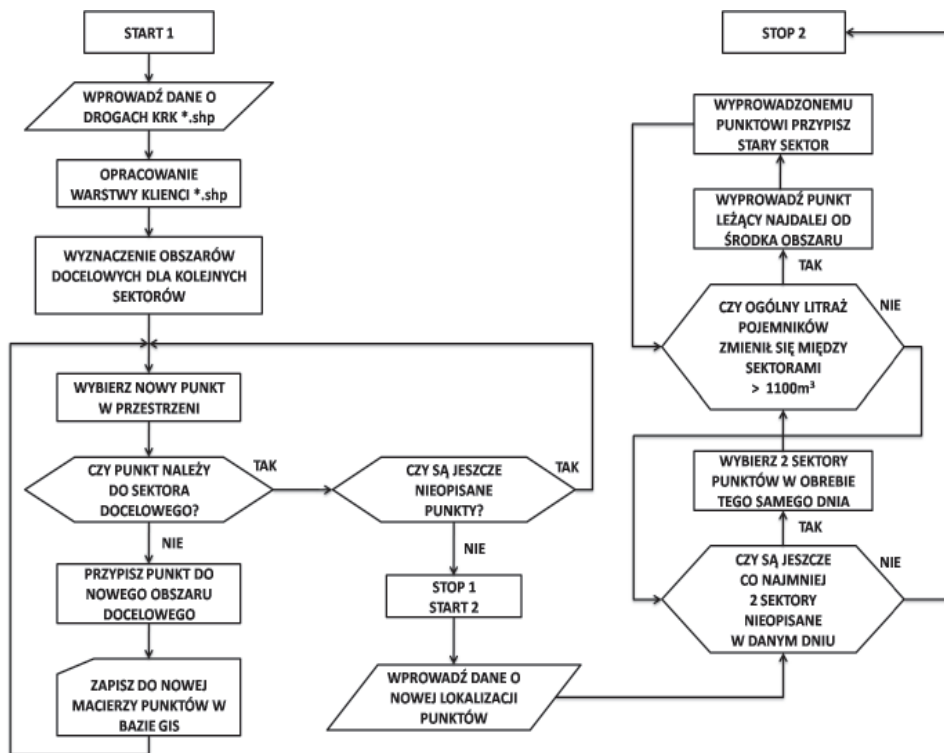 START 1
WPROWADŹ DANE O
DROGACH KRK *.shp
OPRACOWANIE
WARSTWY KLIENCI *.shp
WYZNACZENIE OBSZARÓW
DOCELOWYCH DLA KOLEJNYCH
SEKTORÓW
WYBIERZ NOWY PUNKT
W PRZESTRZENI
CZY PUNKT NALEŻY
DO SEKTORA
DOCELOWEGO?
TAK
NIE
PRZYPISZ PUNKT DO
NOWEGO OBSZARU
DOCELOWEGO
ZAPISZ DO NOWEJ
MACIERZY PUNKTÓW W
BAZIE GIS
CZY SĄ JESZCZE
NIEOPISANE
PUNKTY?
TAK
NIE
STOP 1
START 2
WPROWADŹ DANE O
NOWEJ LOKALIZACJI
PUNKTÓW
STOP 2
WYPROWADZONEMU
PUNKTOWI PRZYPISZ
STARY SEKTOR
WYPROWADŹ PUNKT
LEŻĄCY NAJDALEJ OD
ŚRODKA OBSZARU
TAK
CZY OGÓLNY LITRAŻ
POJEMNIKÓW
ZMIENIŁ SIĘ MIĘDZY
SEKTORAMI
> 1100m³
NIE
WYBIERZ 2 SEKTORY
PUNKTÓW W OBREBIE
TEGO SAMEGO DNIA
TAK
CZY SĄ JESZCZE
CO NAJMNIEJ
2 SEKTORY
NIEOPISANE
W DANYM DNIU
NIE